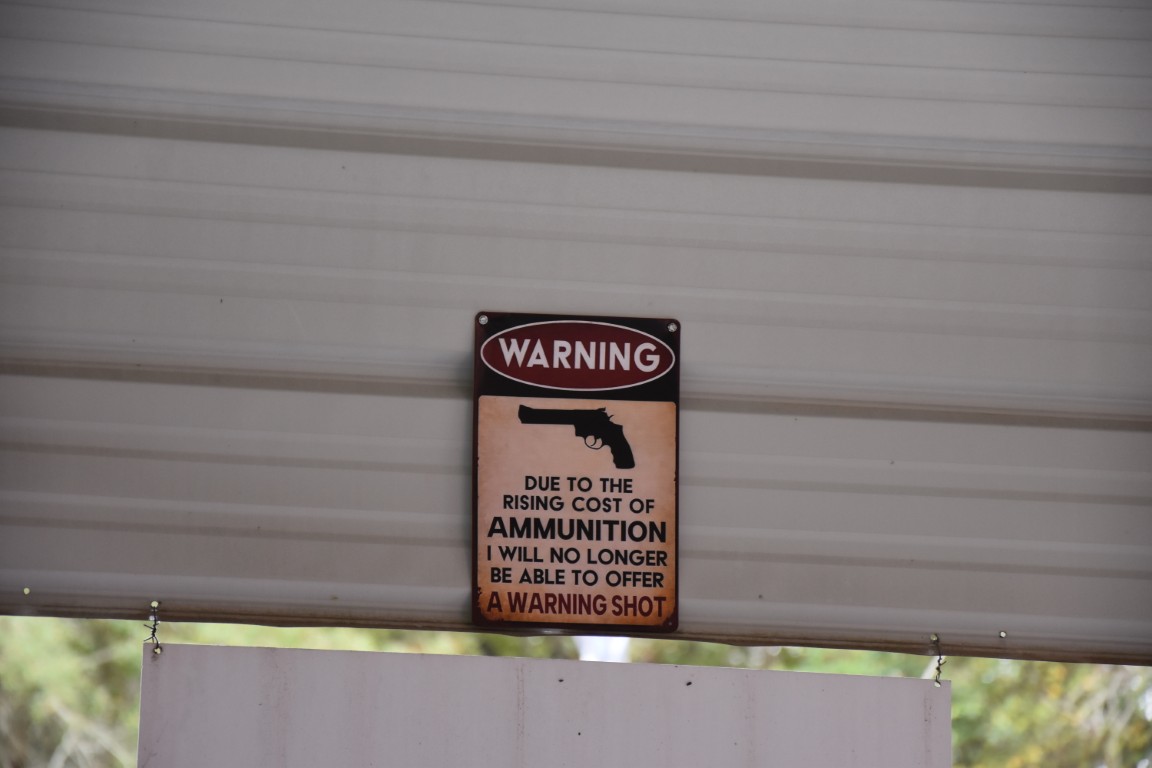 WARNING
DUE TO THE
RISING COST OF
AMMUNITION
I WILL NO LONGER
BE ABLE TO OFFER
A WARNING SHOT